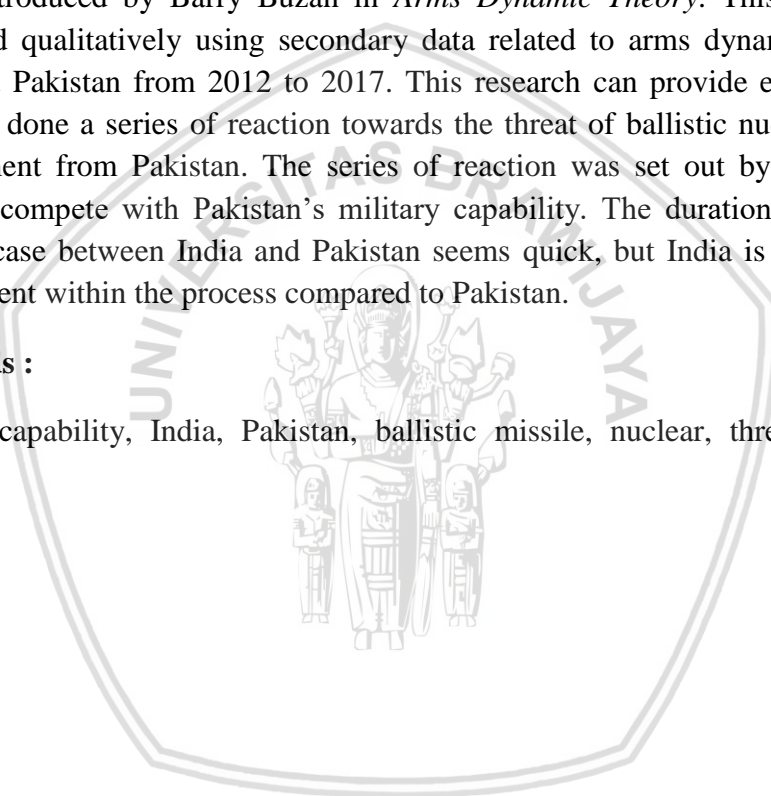 troduced by Barry Buzan in Arms Dynamic Theory. This
d qualitatively using secondary data related to arms dynam
Pakistan from 2012 to 2017. This research can provide e
done a series of reaction towards the threat of ballistic nu
ent from Pakistan. The series of reaction was set out by
compete with Pakistan's military capability. The duration
case between India and Pakistan seems quick, but India is
ent within the process compared to Pakistan.
s :
capability, India, Pakistan, ballistic missile, nuclear, thre
UNIVERSITAS BRAWIJAYA